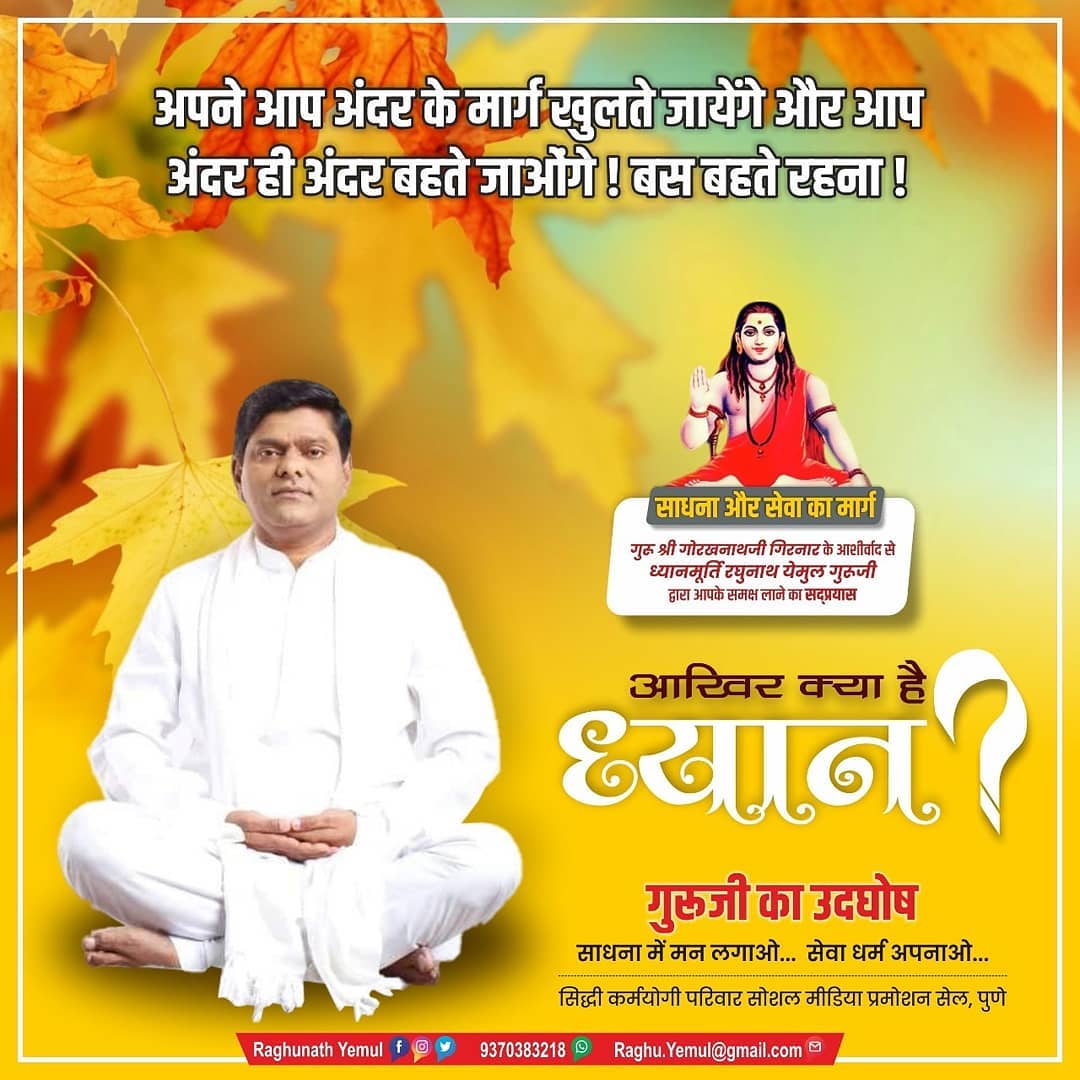 अपने आप अंदर के मार्ग खुलते जायेंगे और आप
अंदर ही अंदर बहते जाओंगे ! बस बहते रहना !
साधना और सेवा का मार्ग
गुरू श्री गोरखनाथजी गिरनार के आशीर्वाद से
ध्यानमूर्ति रघुनाथ येमुल गुरूजी
द्वारा आपके समक्ष लाने का सद्प्रयास
आखिर क्या है
ध्यान ?
गुरूजी का उदघोष
साधना में मन लगाओ... सेवा धर्म अपनाओ...
सिद्धी कर्मयोगी परिवार सोशल मीडिया प्रमोशन सेल, पुणे
Raghunath Yemul 9370383218 Raghu.Yemul@gmail.com